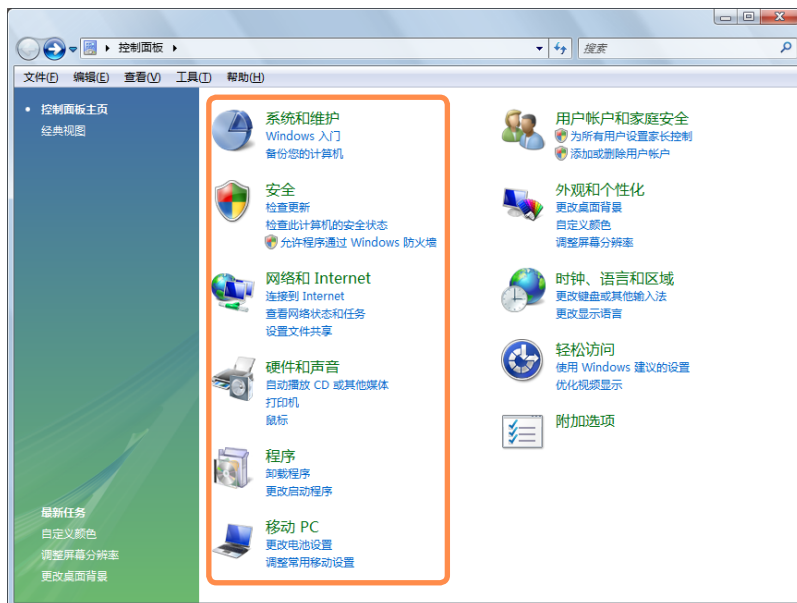 控制面板
搜索
文件(F) 编辑(E) 查看(V) 工具(T) 帮助(H)
控制面板主页
经典视图
系统和维护
Windows 入门
备份您的计算机
安全
检查更新
检查此计算机的安全状态
允许程序通过 Windows 防火墙
网络和 Internet
连接到 Internet
查看网络状态和任务
设置文件共享
硬件和声音
自动播放 CD 或其他媒体
打印机
鼠标
程序
卸载程序
更改启动程序
移动 PC
更改电池设置
调整常用移动设置
用户帐户和家庭安全
为所有用户设置家长控制
添加或删除用户帐户
外观和个性化
更改桌面背景
自定义颜色
调整屏幕分辨率
时钟、语言和区域
更改键盘或其他输入法
更改显示语言
轻松访问
使用 Windows 建议的设置
优化视频显示
附加选项
最新任务
自定义颜色
调整屏幕分辨率
更改桌面背景